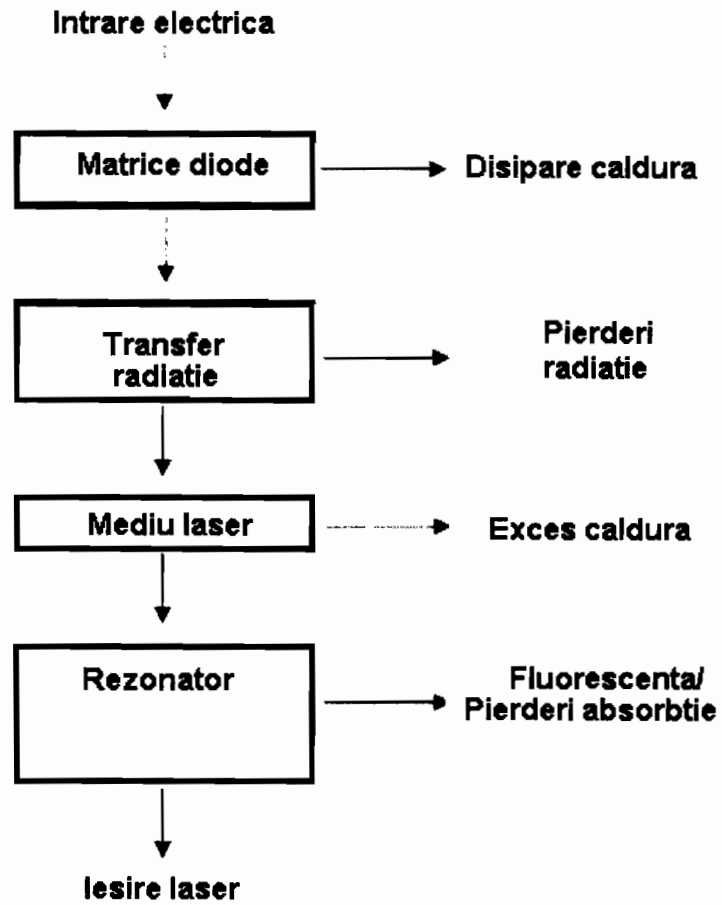 Intrare electrica
Matrice diode
Disipare caldura
Transfer
radiatie
Pierderi
radiatie
Mediu laser
Exces caldura
Rezonator
Fluorescenta/
Pierderi absorbtie
Iesire laser